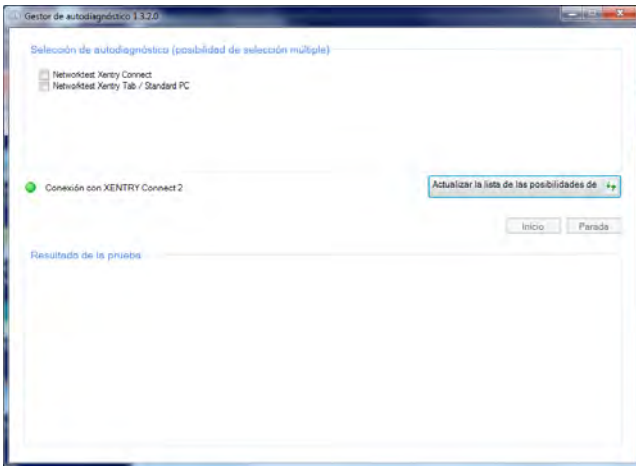 Gestor de autodiagnóstico 1.3.2.0
Selección de autodiagnóstico (posibilidad de selección múltiple)
Networktest Xentry Connect
Networktest Xentry Tab / Standard PC
Conexión con XENTRY Connect 2
Actualizar la lista de las posibilidades de
Inicio
Parada
Resultado de la prueba